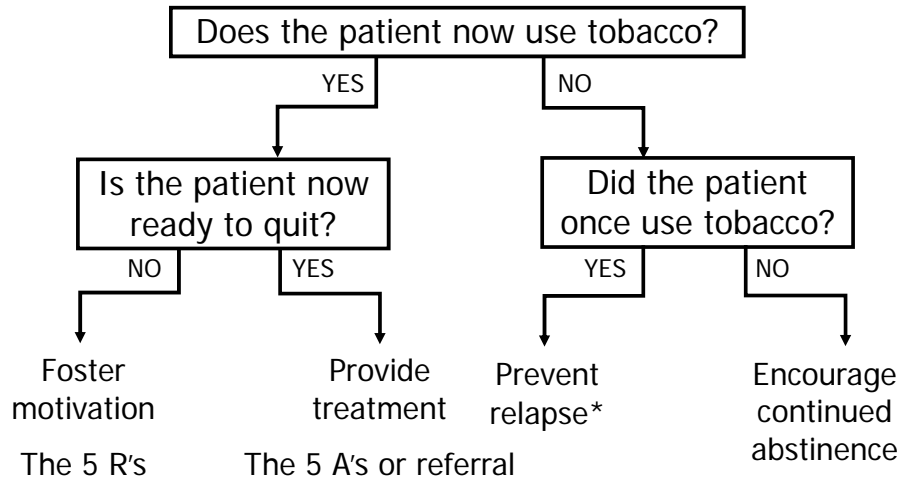 Does the patient now use tobacco?
YES
NO
Is the patient now
ready to quit?
Did the patient
once use tobacco?
NO
YES
YES
NO
Foster
motivation
The 5 R's
Provide
treatment
The 5 A's or referral
Prevent
relapse*
Encourage
continued
abstinence